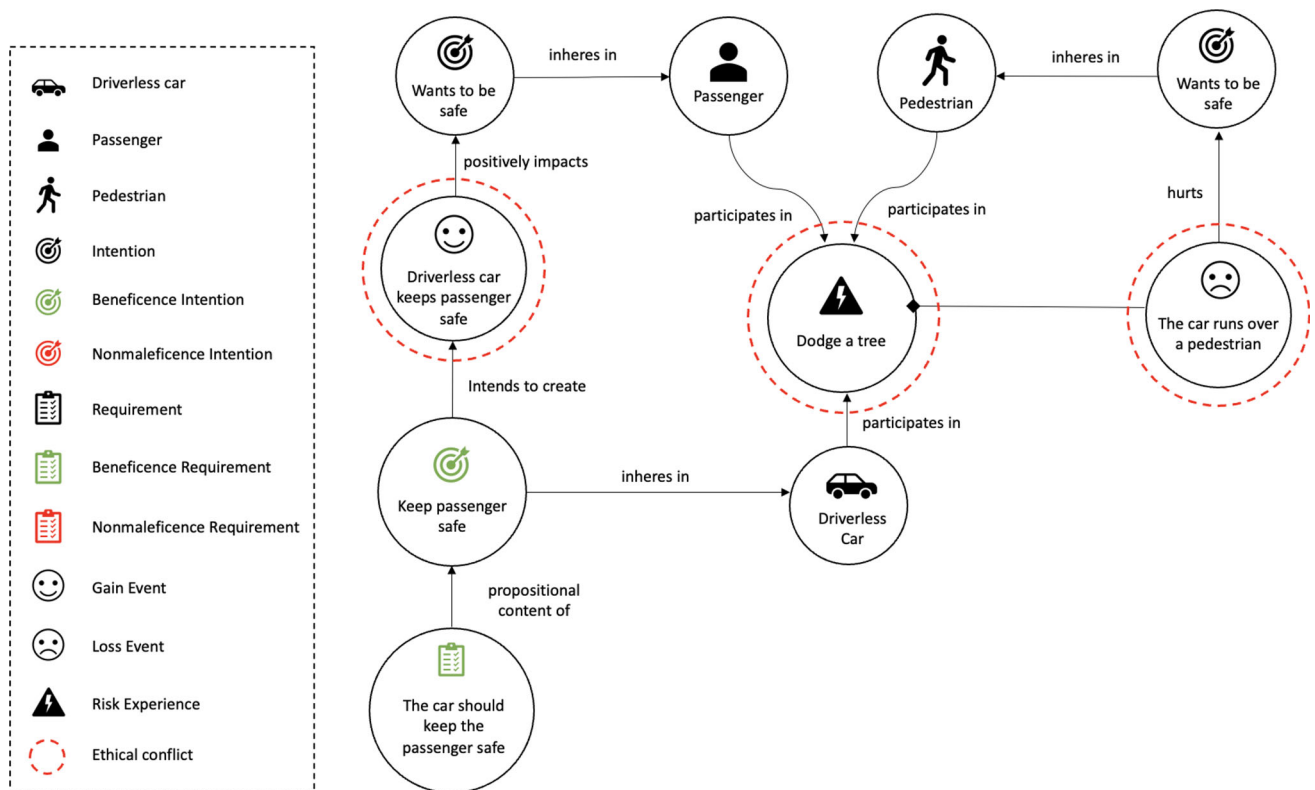 Driverless car
Passenger
Pedestrian
Intention
Beneficence Intention
Nonmaleficence Intention
Requirement
Beneficence Requirement
Nonmaleficence Requirement
Gain Event
Loss Event
Risk Experience
Ethical conflict
Wants to be
safe
inheres in
Passenger
Pedestrian
inheres in
Wants to be
safe
positively impacts
participates in
participates in
hurts
Driverless car
keeps passenger
safe
Dodge a tree
The car runs over
a pedestrian
Intends to create
participates in
Keep passenger
safe
inheres in
Driverless
Car
propositional
content of
The car should
keep the
passenger safe